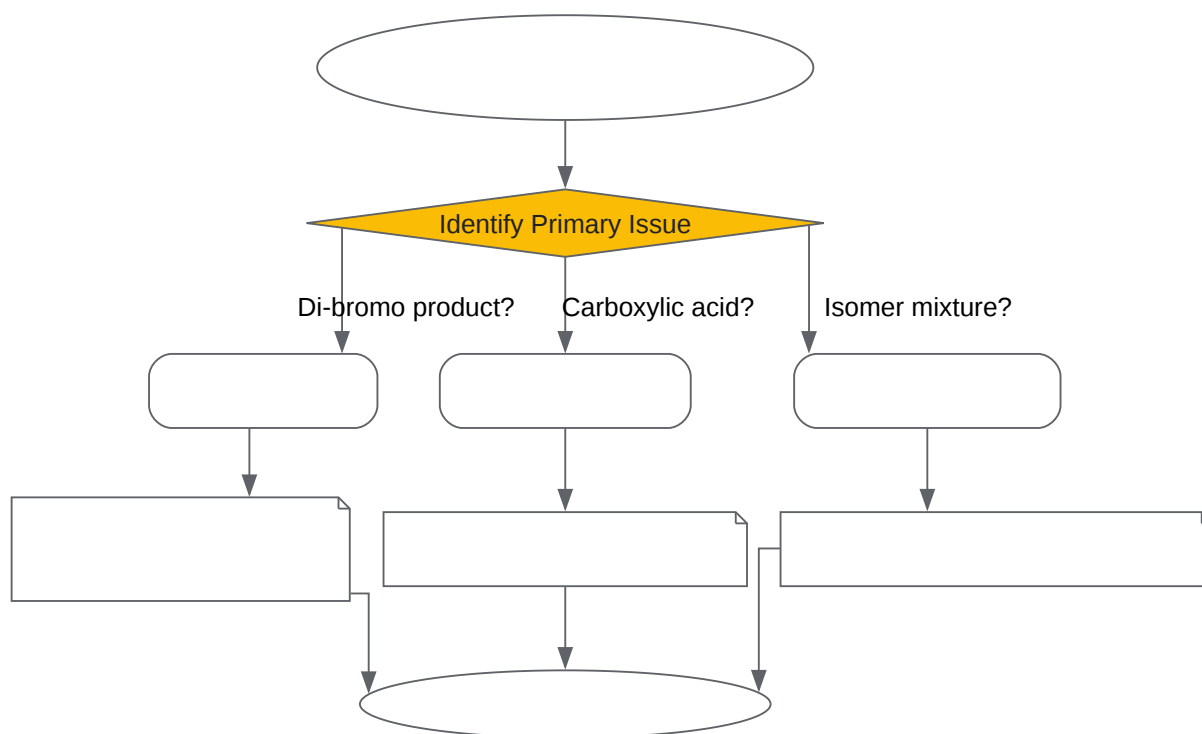 Identify Primary Issue
Di-bromo product?
Carboxylic acid?
Isomer mixture?